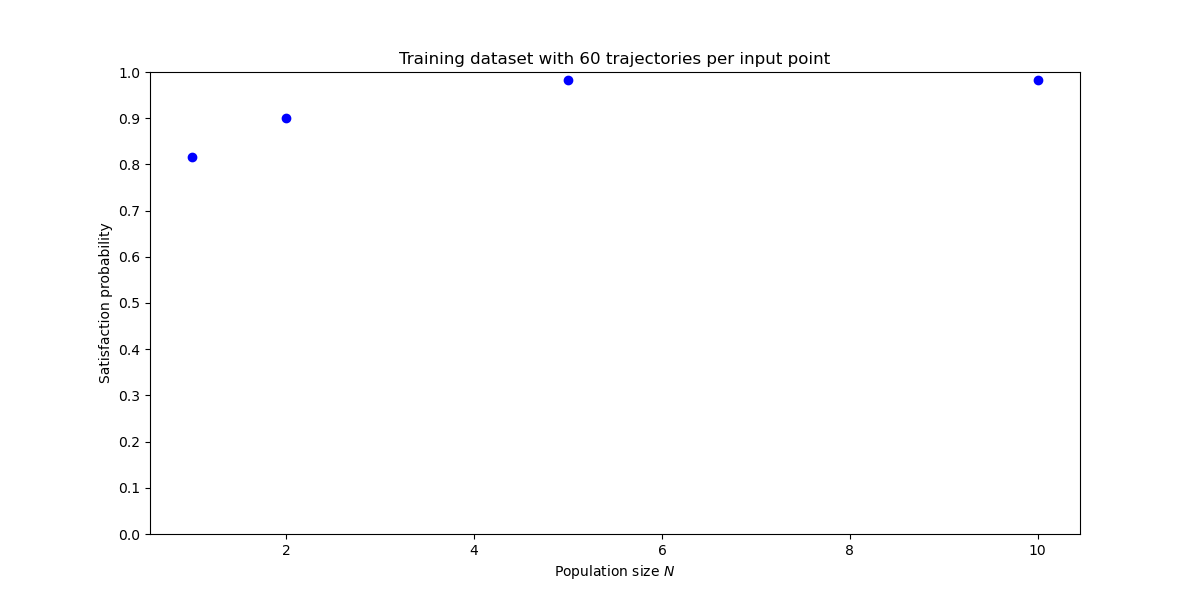 Training dataset with 60 trajectories per input point
1.0
0.9
0.8
0.7
0.6
0.5
0.4
0.3
0.2
0.1
0.0
Satisfaction probability
2 4 6 8 10
Population size N